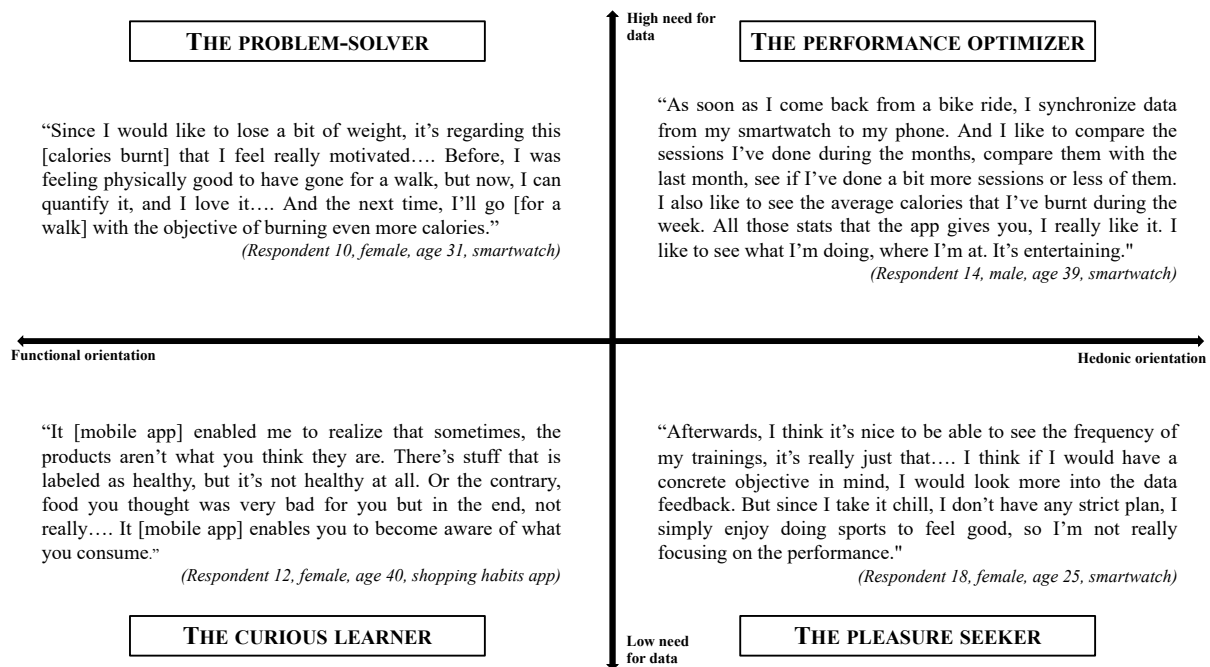 THE PROBLEM-SOLVER
High need for
data
THE PERFORMANCE OPTIMIZER
“Since I would like to lose a bit of weight, it’s regarding this
[calories burnt] that I feel really motivated…. Before, I was
feeling physically good to have gone for a walk, but now, I can
quantify it, and I love it…. And the next time, I’ll go [for a
walk] with the objective of burning even more calories.”
(Respondent 10, female, age 31, smartwatch)
“As soon as I come back from a bike ride, I synchronize data
from my smartwatch to my phone. And I like to compare the
sessions I’ve done during the months, compare them with the
last month, see if I’ve done a bit more sessions or less of them.
I also like to see the average calories that I’ve burnt during the
week. All those stats that the app gives you, I really like it. I
like to see what I’m doing, where I’m at. It’s entertaining."
(Respondent 14, male, age 39, smartwatch)
Functional orientation
Hedonic orientation
“It [mobile app] enabled me to realize that sometimes, the
products aren’t what you think they are. There’s stuff that is
labeled as healthy, but it’s not healthy at all. Or the contrary,
food you thought was very bad for you but in the end, not
really…. It [mobile app] enables you to become aware of what
you consume.”
(Respondent 12, female, age 40, shopping habits app)
“Afterwards, I think it’s nice to be able to see the frequency of
my trainings, it’s really just that…. I think if I would have a
concrete objective in mind, I would look more into the data
feedback. But since I take it chill, I don’t have any strict plan, I
simply enjoy doing sports to feel good, so I’m not really
focusing on the performance."
(Respondent 18, female, age 25, smartwatch)
THE CURIOUS LEARNER
Low need
for data
THE PLEASURE SEEKER